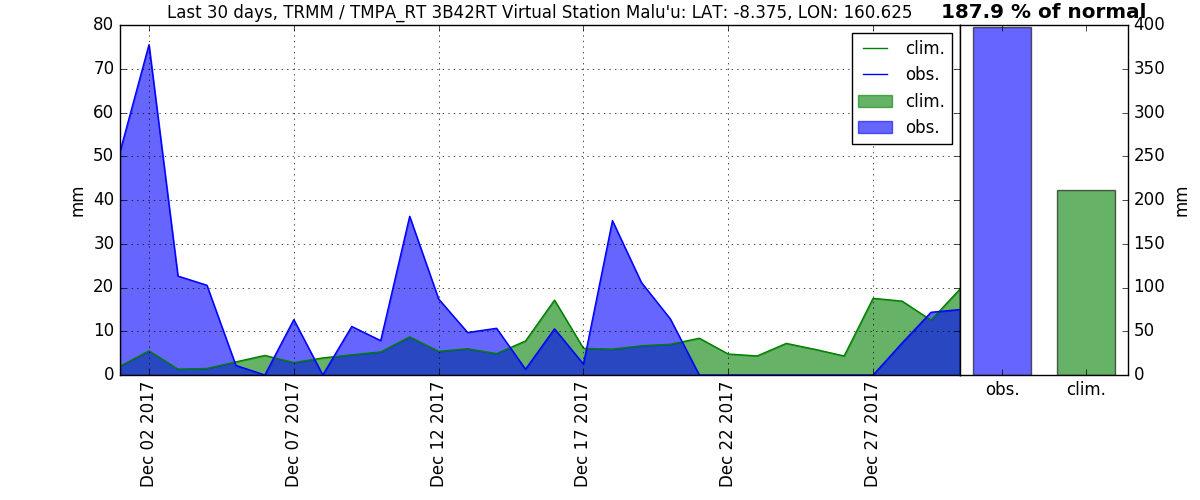 Last 30 days, TRMM / TMPA_RT 3B42RT Virtual Station Malu'u: LAT: -8.375, LON: 160.625
187.9 % of normal
80
70
60
50
40
30
20
10
0
mm
clim.
obs.
clim.
obs.
400
350
300
250
200
150
100
50
0
mm
obs.
clim.
Dec 02 2017
Dec 07 2017
Dec 12 2017
Dec 17 2017
Dec 22 2017
Dec 27 2017